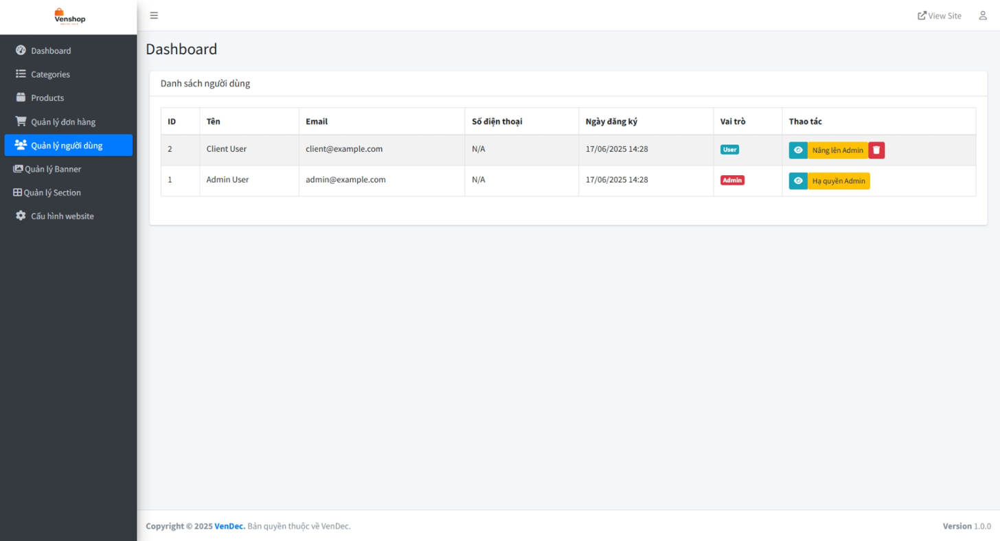 Venshop
View Site
Dashboard
Categories
Products
Quản lý đơn hàng
Quản lý người dùng
Quản lý Banner
Quản lý Section
Cấu hình website
Dashboard
Danh sách người dùng
ID Tên Email Số điện thoại Ngày đăng ký Vai trò Thao tác
2 Client User client@example.com N/A 17/06/2025 14:28 User Nâng lên Admin
1 Admin User admin@example.com N/A 17/06/2025 14:28 Admin Hạ quyền Admin
Copyright © 2025 VenDec. Bản quyền thuộc về VenDec.
Version 1.0.0